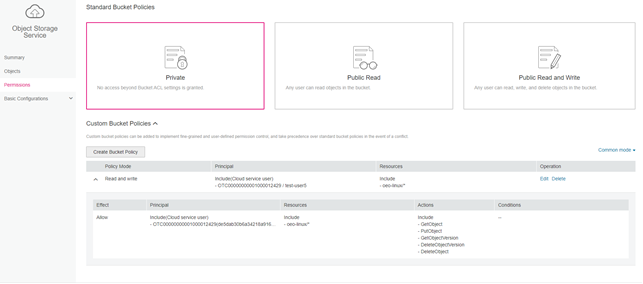 Object Storage
Service
Summary
Objects
Permissions
Basic Configurations
Standard Bucket Policies
Private
No access beyond Bucket ACL settings is granted.
Public Read
Any user can read objects in the bucket.
Public Read and Write
Any user can read, write, and delete objects in the bucket.
Custom Bucket Policies
Custom bucket policies can be added to implement fine-grained and user-defined permission control, and take precedence over standard bucket policies in the event of a conflict.
Create Bucket Policy
Common mode
Policy Mode Principal Resources Operation
Read and write Include(Cloud service user) Include Edit Delete
- OTC00000000001000012429 / test-user5 - oeo-linux/*
Effect Principal Resources Actions Conditions
Allow Include(Cloud service user) Include Include --
- oeo-linux/* - GetObject
- PutObject
- GetObjectVersion
- DeleteObjectVersion
- DeleteObject